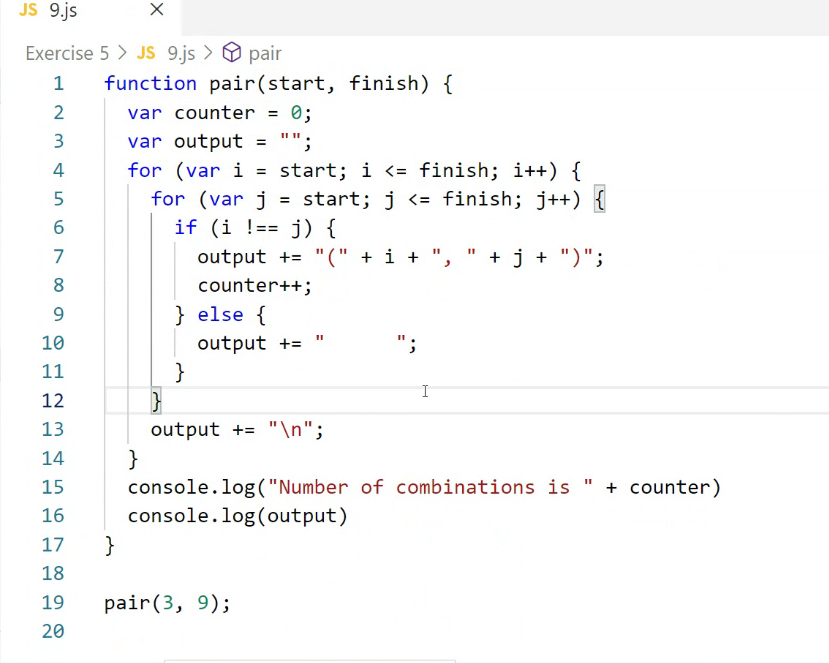 JS 9.js ×
Exercise 5 > JS 9.js > pair
1 function pair(start, finish) {
2   var counter = 0;
3   var output = "";
4   for (var i = start; i <= finish; i++) {
5     for (var j = start; j <= finish; j++) {
6       if (i !== j) {
7         output += "(" + i + ", " + j + ")";
8         counter++;
9       } else {
10         output += "      ";
11       }
12     }
13     output += "\n";
14   }
15   console.log("Number of combinations is " + counter)
16   console.log(output)
17 }
18
19 pair(3, 9);
20